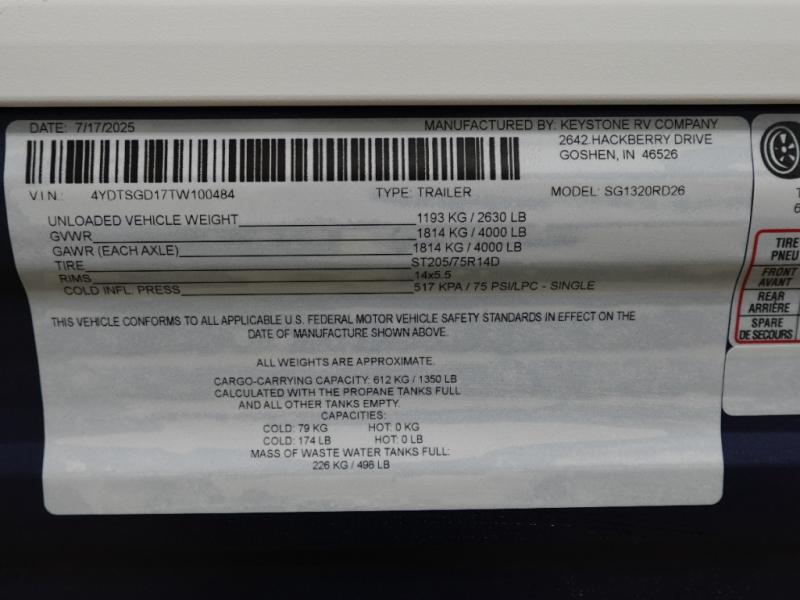 DATE: 7/17/2025 MANUFACTURED BY: KEYSTONE RV COMPANY
2642 HACKBERRY DRIVE
GOSHEN, IN 46526
V I N : 4YDTSGD17TW100484 TYPE: TRAILER MODEL: SG1320RD26
UNLOADED VEHICLE WEIGHT 1193 KG / 2630 LB
GVWR 1814 KG / 4000 LB
GAWR (EACH AXLE) 1814 KG / 4000 LB
TIRE ST205/75R14D
RIMS 14x5.5
COLD INFL. PRESS 517 KPA / 75 PSI/LPC - SINGLE
THIS VEHICLE CONFORMS TO ALL APPLICABLE U.S. FEDERAL MOTOR VEHICLE SAFETY STANDARDS IN EFFECT ON THE
DATE OF MANUFACTURE SHOWN ABOVE.
ALL WEIGHTS ARE APPROXIMATE.
CARGO-CARRYING CAPACITY: 612 KG / 1350 LB
CALCULATED WITH THE PROPANE TANKS FULL
AND ALL OTHER TANKS EMPTY.
CAPACITIES:
COLD: 79 KG HOT: 0 KG
COLD: 174 LB HOT: 0 LB
MASS OF WASTE WATER TANKS FULL:
226 KG / 498 LB
TIRE
PNEU
FRONT
AVANT
REAR
ARRIÈRE
SPARE
DE SECOURS